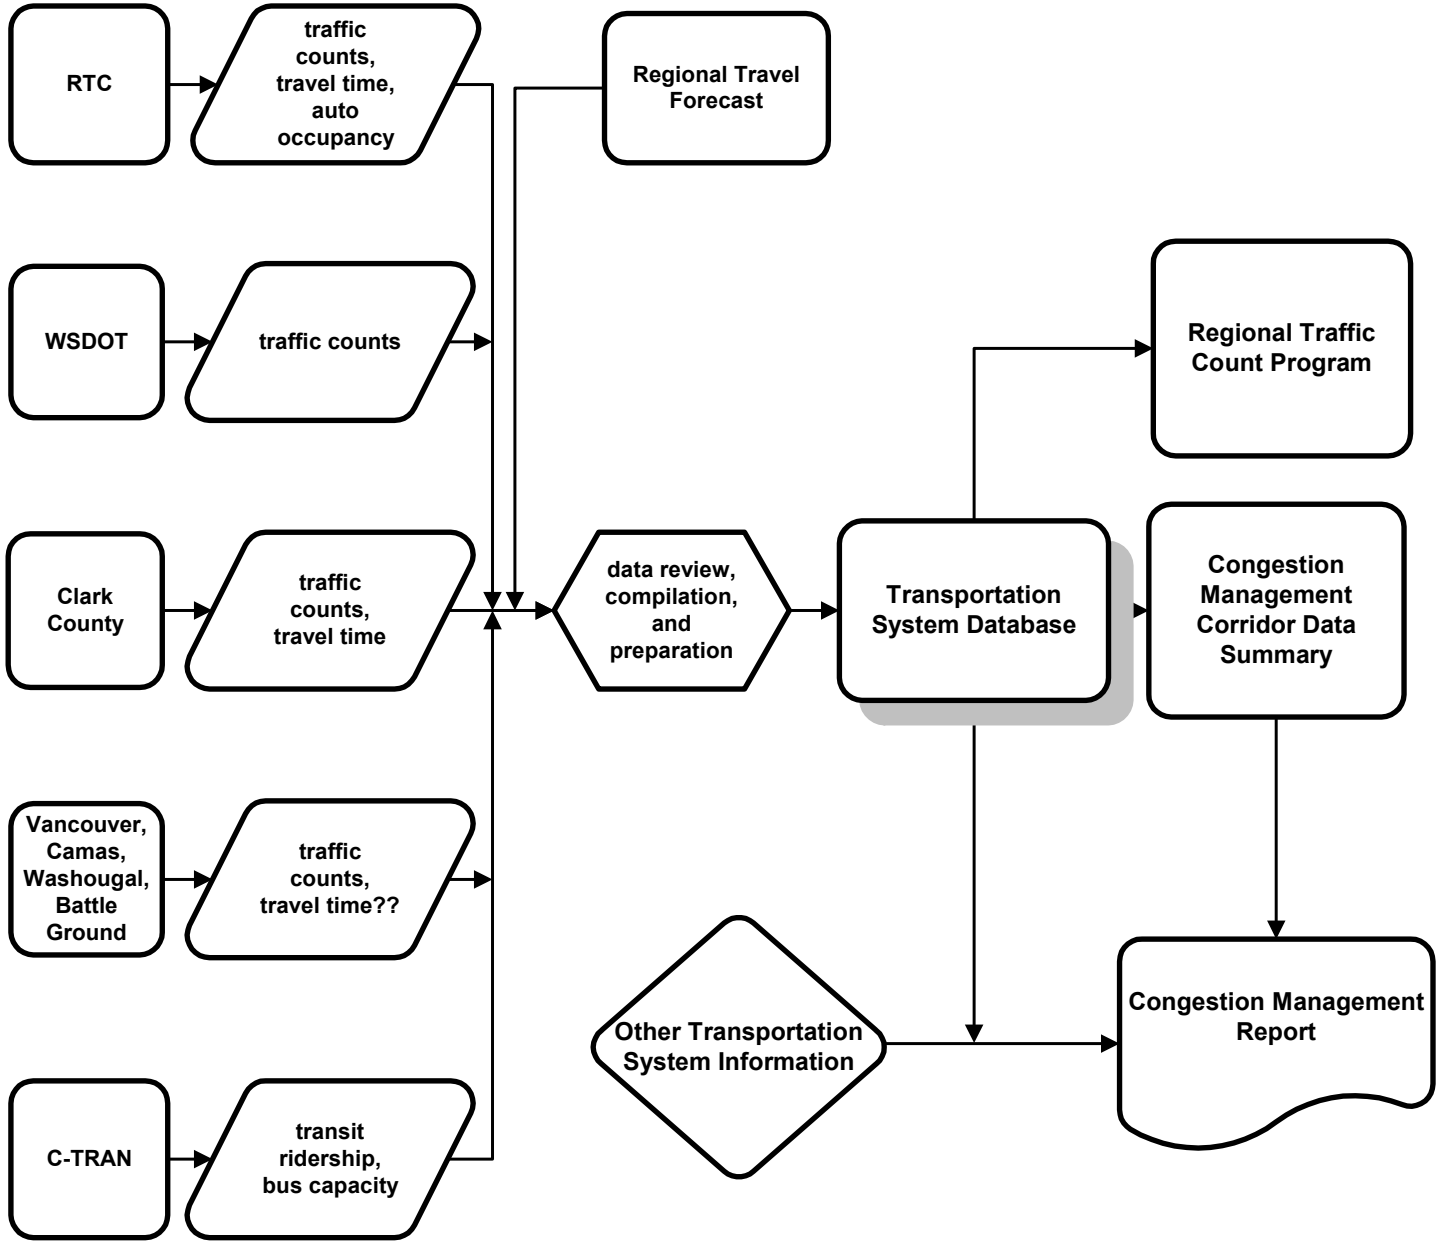 RTC
traffic
counts,
travel time,
auto
occupancy
Regional Travel
Forecast
WSDOT
traffic counts
Regional Traffic
Count Program
Clark
County
traffic
counts,
travel time
data review,
compilation,
and
preparation
Transportation
System Database
Congestion
Management
Corridor Data
Summary
Vancouver,
Camas,
Washougal,
Battle
Ground
traffic
counts,
travel time??
Other Transportation
System Information
Congestion Management
Report
C-TRAN
transit
ridership,
bus capacity